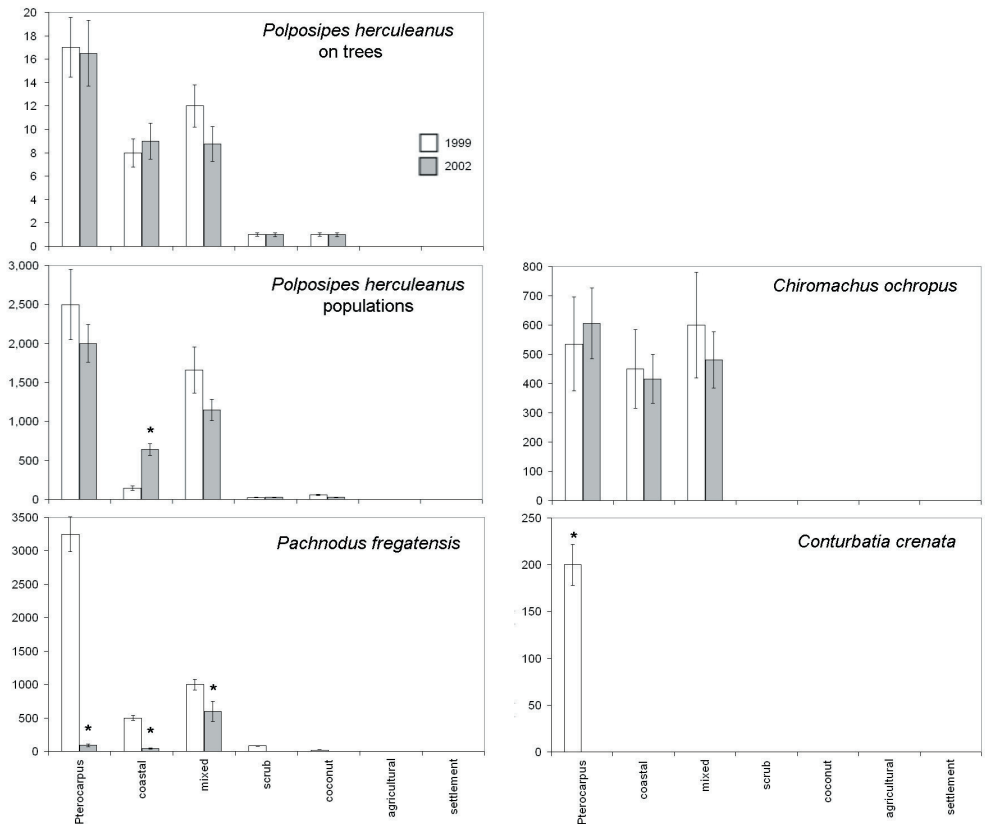 Polposipes herculeanus
on trees
20
18
16
14
12
10
8
6
4
2
0
1999
2002
Polposipes herculeanus
populations
3,000
2,500
2,000
1,500
1,000
500
0
*
Chiromachus ochropus
800
700
600
500
400
300
200
100
0
Pachnodus fregatensis
3500
3000
2500
2000
1500
1000
500
0
*
*
*
Pterocarpus
coastal
mixed
scrub
coconut
agricultural
settlement
Conturbatia crenata
250
200
150
100
50
0
*
Pterocarpus
coastal
mixed
scrub
coconut
agricultural
settlement